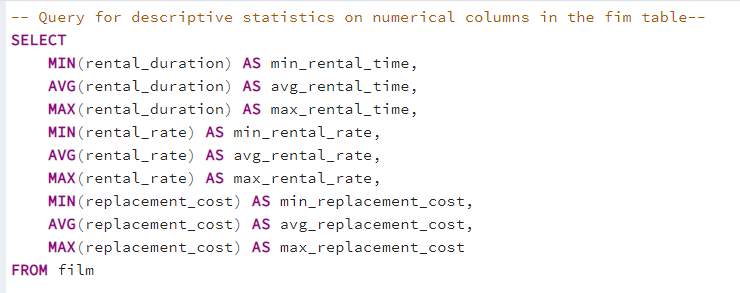 -- Query for descriptive statistics on numerical columns in the fim table--
SELECT
MIN(rental_duration) AS min_rental_time,
AVG(rental_duration) AS avg_rental_time,
MAX(rental_duration) AS max_rental_time,
MIN(rental_rate) AS min_rental_rate,
AVG(rental_rate) AS avg_rental_rate,
MAX(rental_rate) AS max_rental_rate,
MIN(replacement_cost) AS min_replacement_cost,
AVG(replacement_cost) AS avg_replacement_cost,
MAX(replacement_cost) AS max_replacement_cost
FROM film